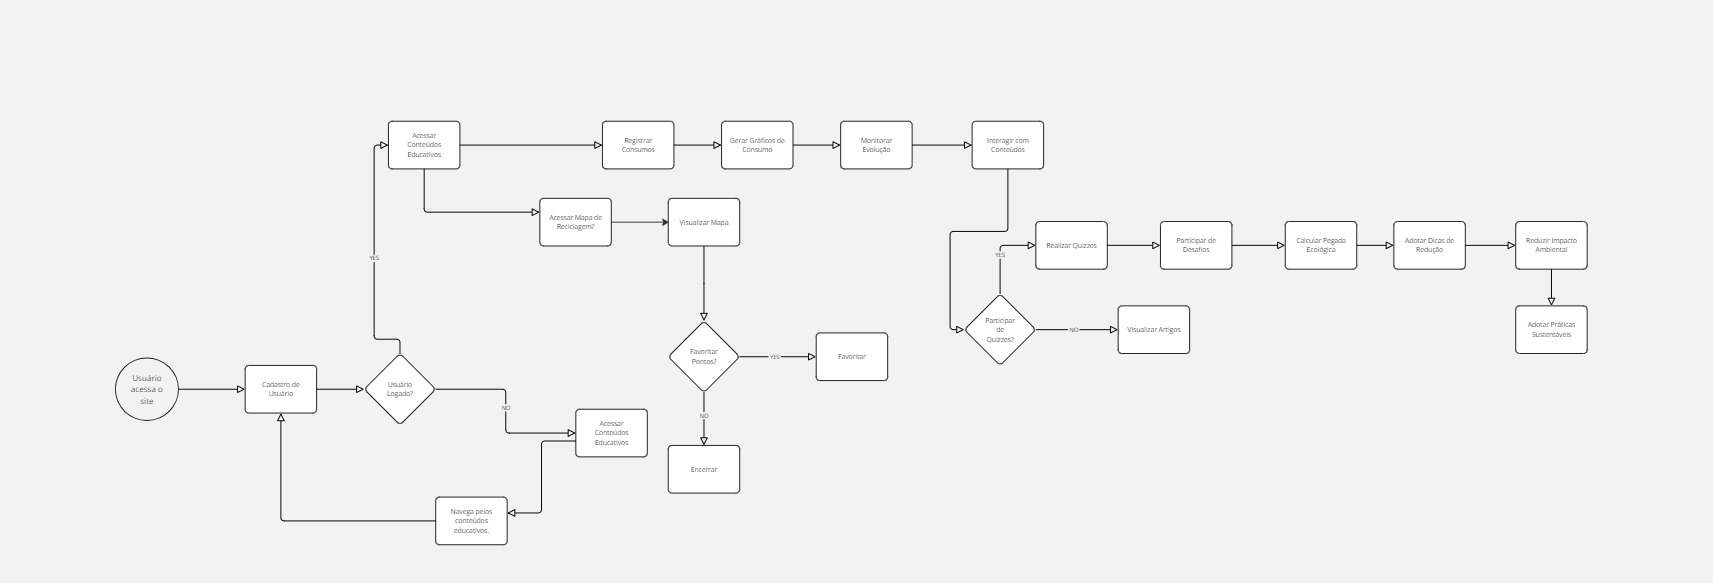 Acessar
Conteúdos
Educativos
Registrar
Consumos
Gerar Gráficos de
Consumo
Monitorar
Evolução
Interagir com
Conteúdos
Acessar Mapa de
Reciclagem?
Visualizar Mapa
YES
Realizar Quizzes
Participar de
Desafios
Calcular Pegada
Ecológica
Adotar Dicas de
Redução
Reduzir Impacto
Ambiental
YES
Participar
de
Quizzes?
NO
Visualizar Artigos
Adotar Práticas
Sustentáveis
Favoritar
Pontos?
YES
Favoritar
NO
Encerrar
Usuário
acessa o
site
Cadastro de
Usuário
Usuário
Logado?
NO
Acessar
Conteúdos
Educativos
Navega pelos
conteúdos
educativos.